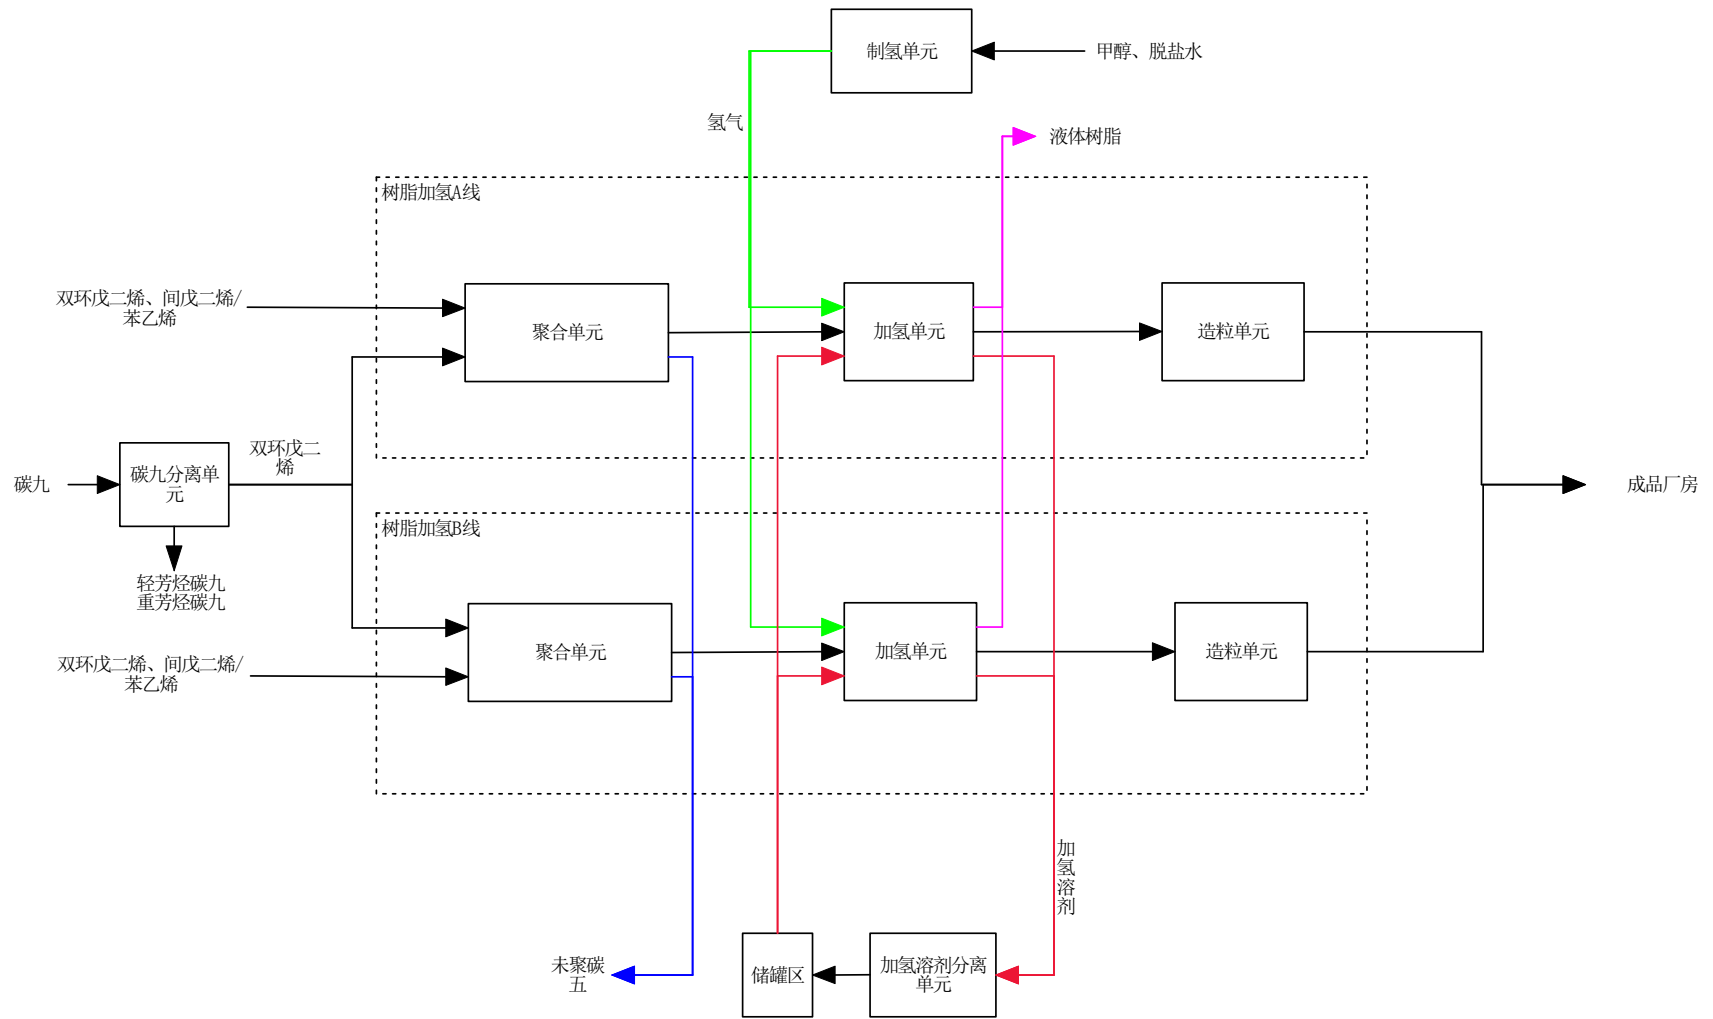 制氢单元
甲醇、脱盐水
氢气
液体树脂
树脂加氢A线
双环戊二烯、间戊二烯/
苯乙烯
聚合单元
加氢单元
造粒单元
双环戊二
烯
碳九
碳九分离单
元
成品厂房
树脂加氢B线
轻芳烃碳九
重芳烃碳九
聚合单元
加氢单元
造粒单元
双环戊二烯、间戊二烯/
苯乙烯
加
氢
溶
剂
未聚碳
五
储罐区
加氢溶剂分离
单元